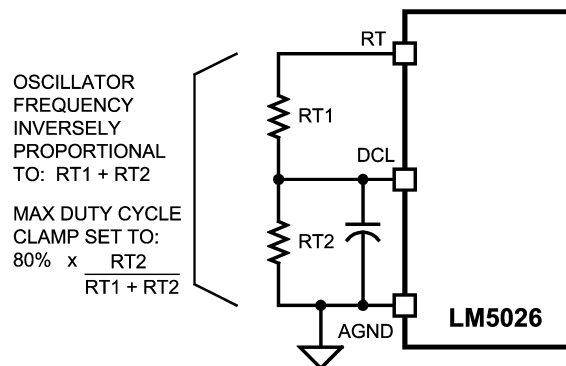 OSCILLATOR
FREQUENCY
INVERSELY
PROPORTIONAL
TO: RT1 + RT2
MAX DUTY CYCLE
CLAMP SET TO:
80% x RT2
RT1 + RT2
RT
RT1
DCL
RT2
AGND
LM5026